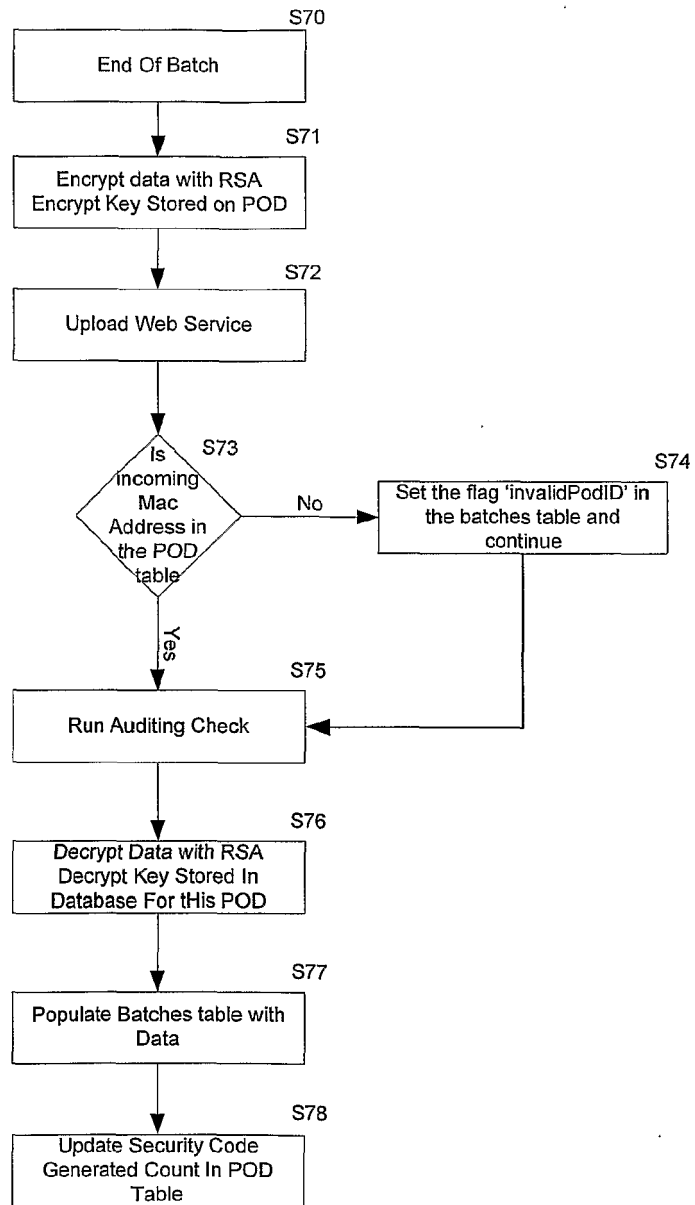 S70
End Of Batch
S71
Encrypt data with RSA
Encrypt Key Stored on POD
S72
Upload Web Service
S73
Is
incoming
Mac
Address in
the POD
table
No
S74
Set the flag 'invalidPodID' in
the batches table and
continue
Yes
S75
Run Auditing Check
S76
Decrypt Data with RSA
Decrypt Key Stored In
Database For tHis POD
S77
Populate Batches table with
Data
S78
Update Security Code
Generated Count In POD
Table